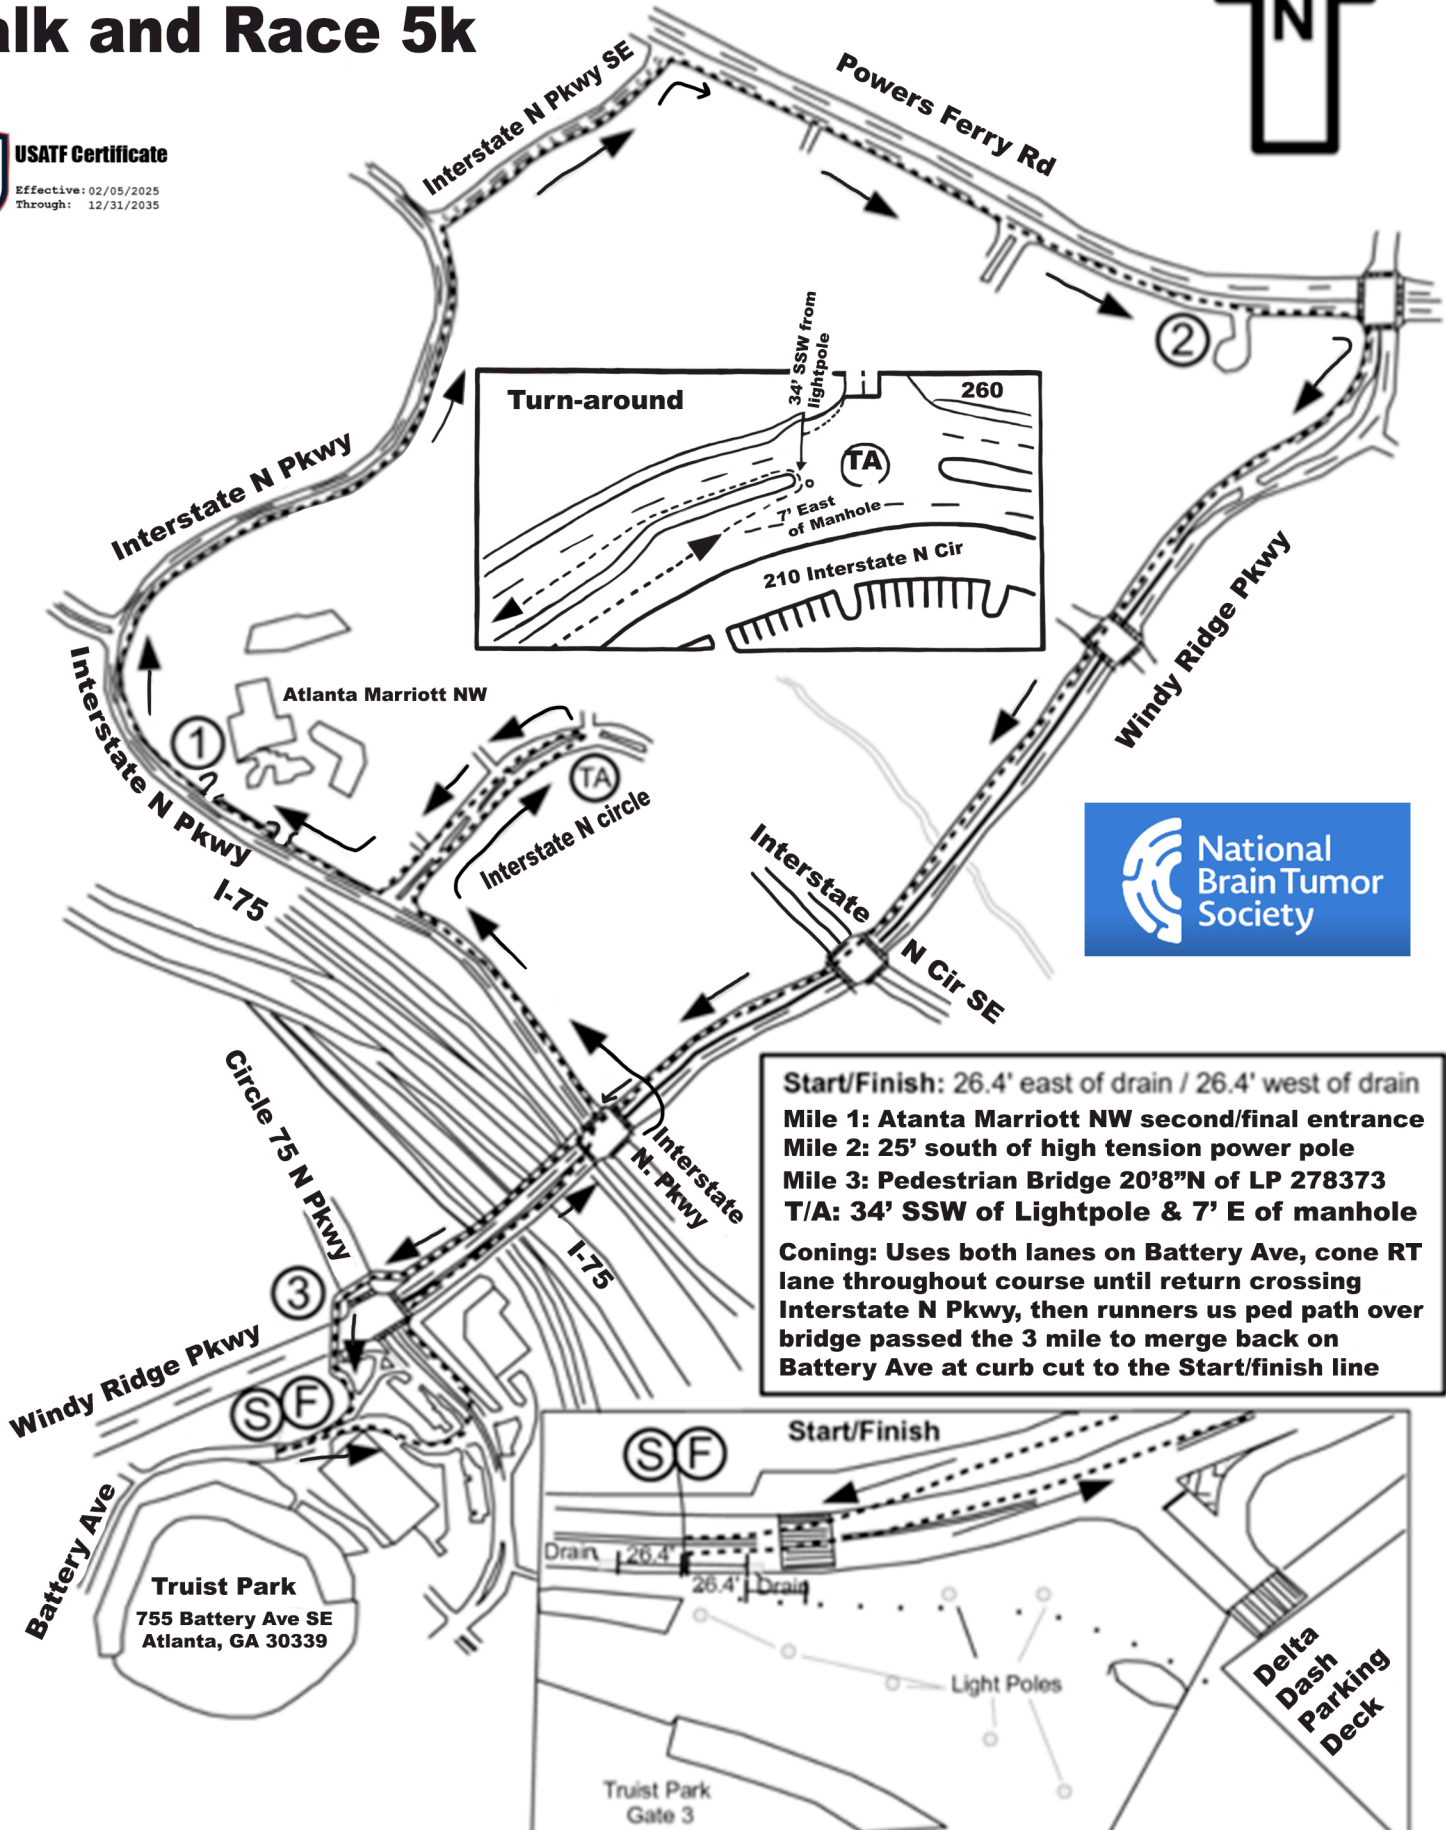 alk and Race 5k
N
USATF Certificate
Effective: 02/05/2025
Through: 12/31/2035
Interstate N Pkwy SE
Powers Ferry Rd
2
Interstate N Pkwy
Turn-around
34' SSW from
lightpole
260
TA
7' East
of Manhole
210 Interstate N Cir
Windy Ridge Pkwy
Interstate N Pkwy
Atlanta Marriott NW
1
TA
Interstate N circle
I-75
Interstate
N Cir SE
National
Brain Tumor
Society
Circle 75 N Pkwy
Interstate
N. Pkwy
I-75
Start/Finish: 26.4' east of drain / 26.4' west of drain
Mile 1: Atanta Marriott NW second/final entrance
Mile 2: 25' south of high tension power pole
Mile 3: Pedestrian Bridge 20'8"N of LP 278373
T/A: 34' SSW of Lightpole & 7' E of manhole
Coning: Uses both lanes on Battery Ave, cone RT
lane throughout course until return crossing
Interstate N Pkwy, then runners us ped path over
bridge passed the 3 mile to merge back on
Battery Ave at curb cut to the Start/finish line
3
Windy Ridge Pkwy
S F
Battery Ave
Truist Park
755 Battery Ave SE
Atlanta, GA 30339
Start/Finish
S F
Drain
26.4'
26.4'
Drain
Light Poles
Delta
Dash
Parking
Deck
Truist Park
Gate 3